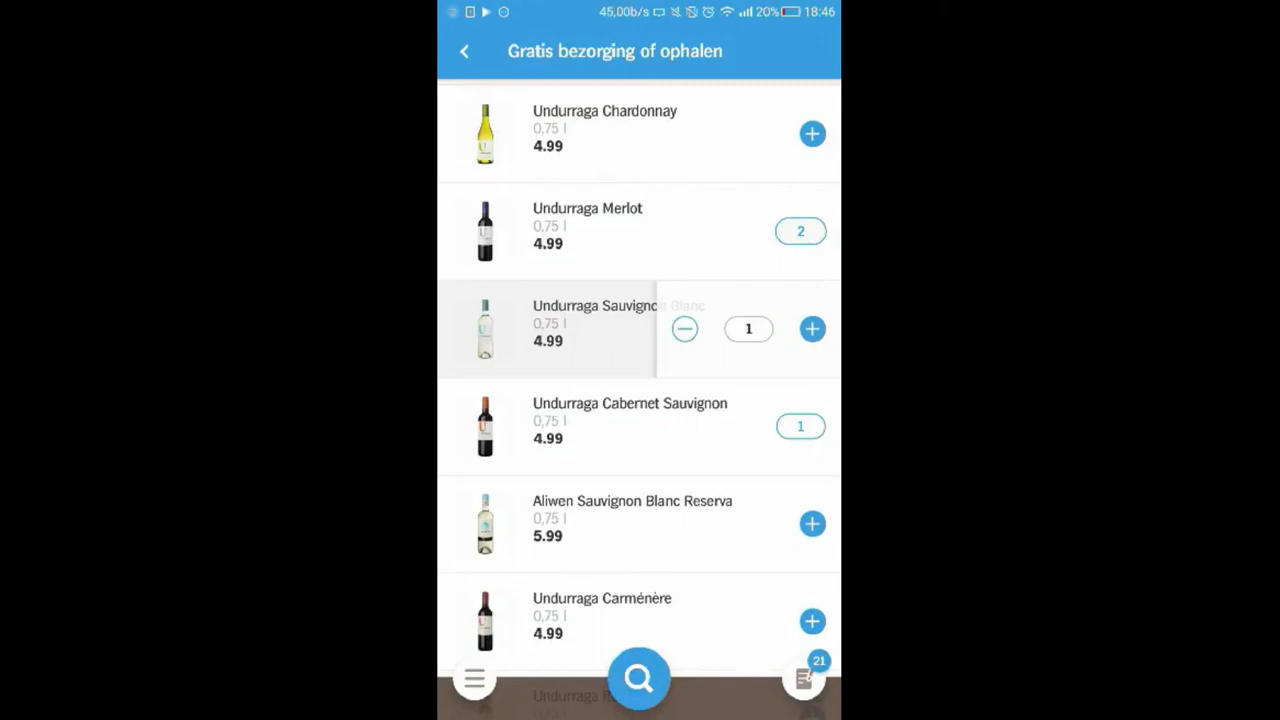 45,00b/s 20% 18:46
Gratis bezorging of ophalen
Undurraga Chardonnay
0,75 l
4.99
Undurraga Merlot
0,75 l
4.99
2
Undurraga Sauvignon Blanc
0,75 l
4.99
1
Undurraga Cabernet Sauvignon
0,75 l
4.99
1
Aliwen Sauvignon Blanc Reserva
0,75 l
5.99
Undurraga Carménère
0,75 l
4.99
21
Undurraga